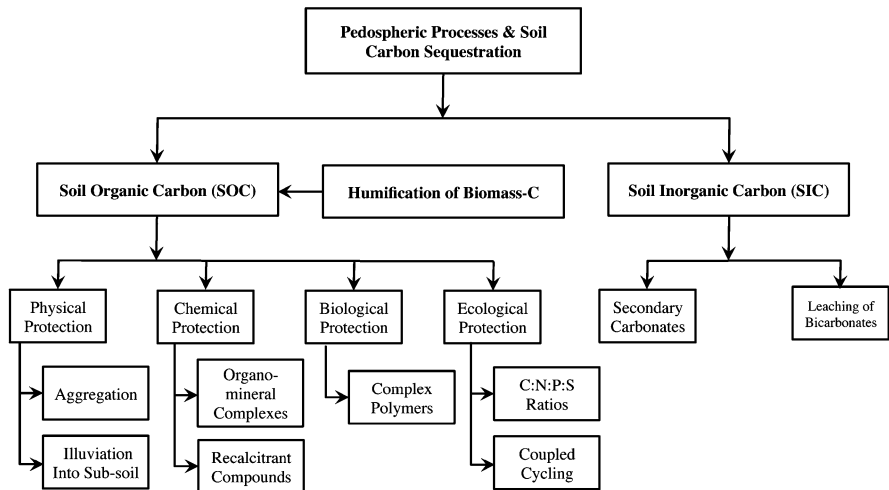 Pedospheric Processes & Soil
Carbon Sequestration
Soil Organic Carbon (SOC)
Humification of Biomass-C
Soil Inorganic Carbon (SIC)
Physical
Protection
Chemical
Protection
Biological
Protection
Ecological
Protection
Secondary
Carbonates
Leaching of
Bicarbonates
Aggregation
Organo-
mineral
Complexes
Complex
Polymers
C:N:P:S
Ratios
Illuviation
Into Sub-soil
Recalcitrant
Compounds
Coupled
Cycling